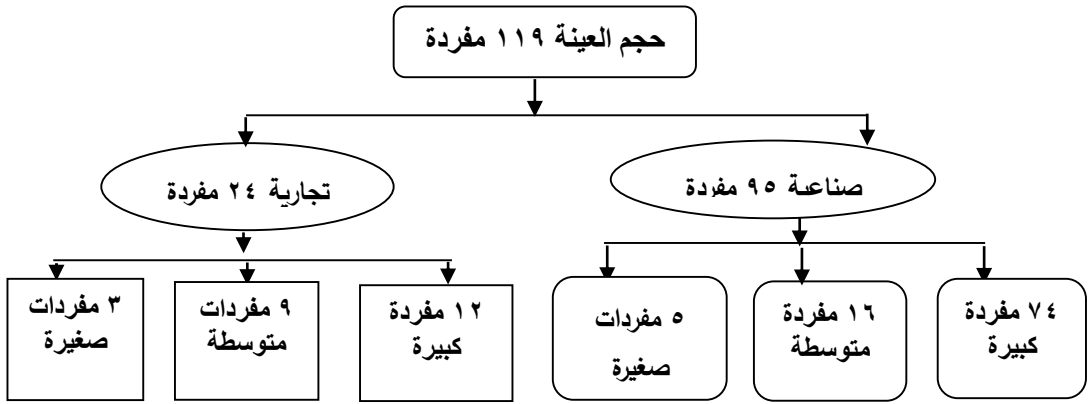 حجم العينة ١١٩ مفردة
صناعية ٩٥ مفردة
تجارية ٢٤ مفردة
٧٤ مفردة
كبيرة
١٦ مفردة
متوسطة
٥ مفردات
صغيرة
١٢ مفردة
كبيرة
٩ مفردات
متوسطة
٣ مفردات
صغيرة